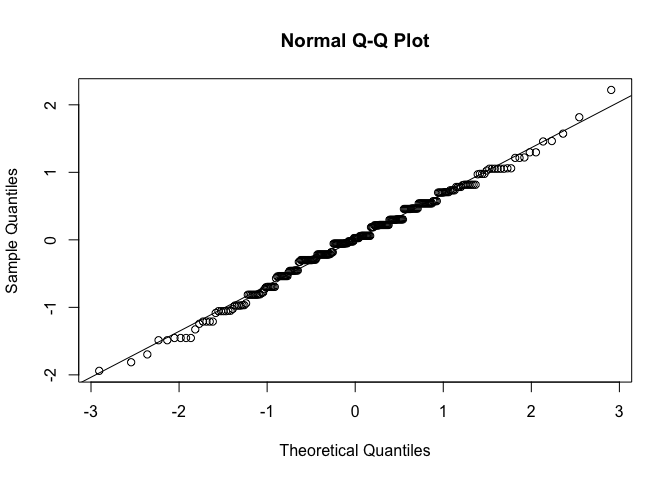 Normal Q-Q Plot
Sample Quantiles
2
1
0
-1
-2
-3 -2 -1 0 1 2 3
Theoretical Quantiles